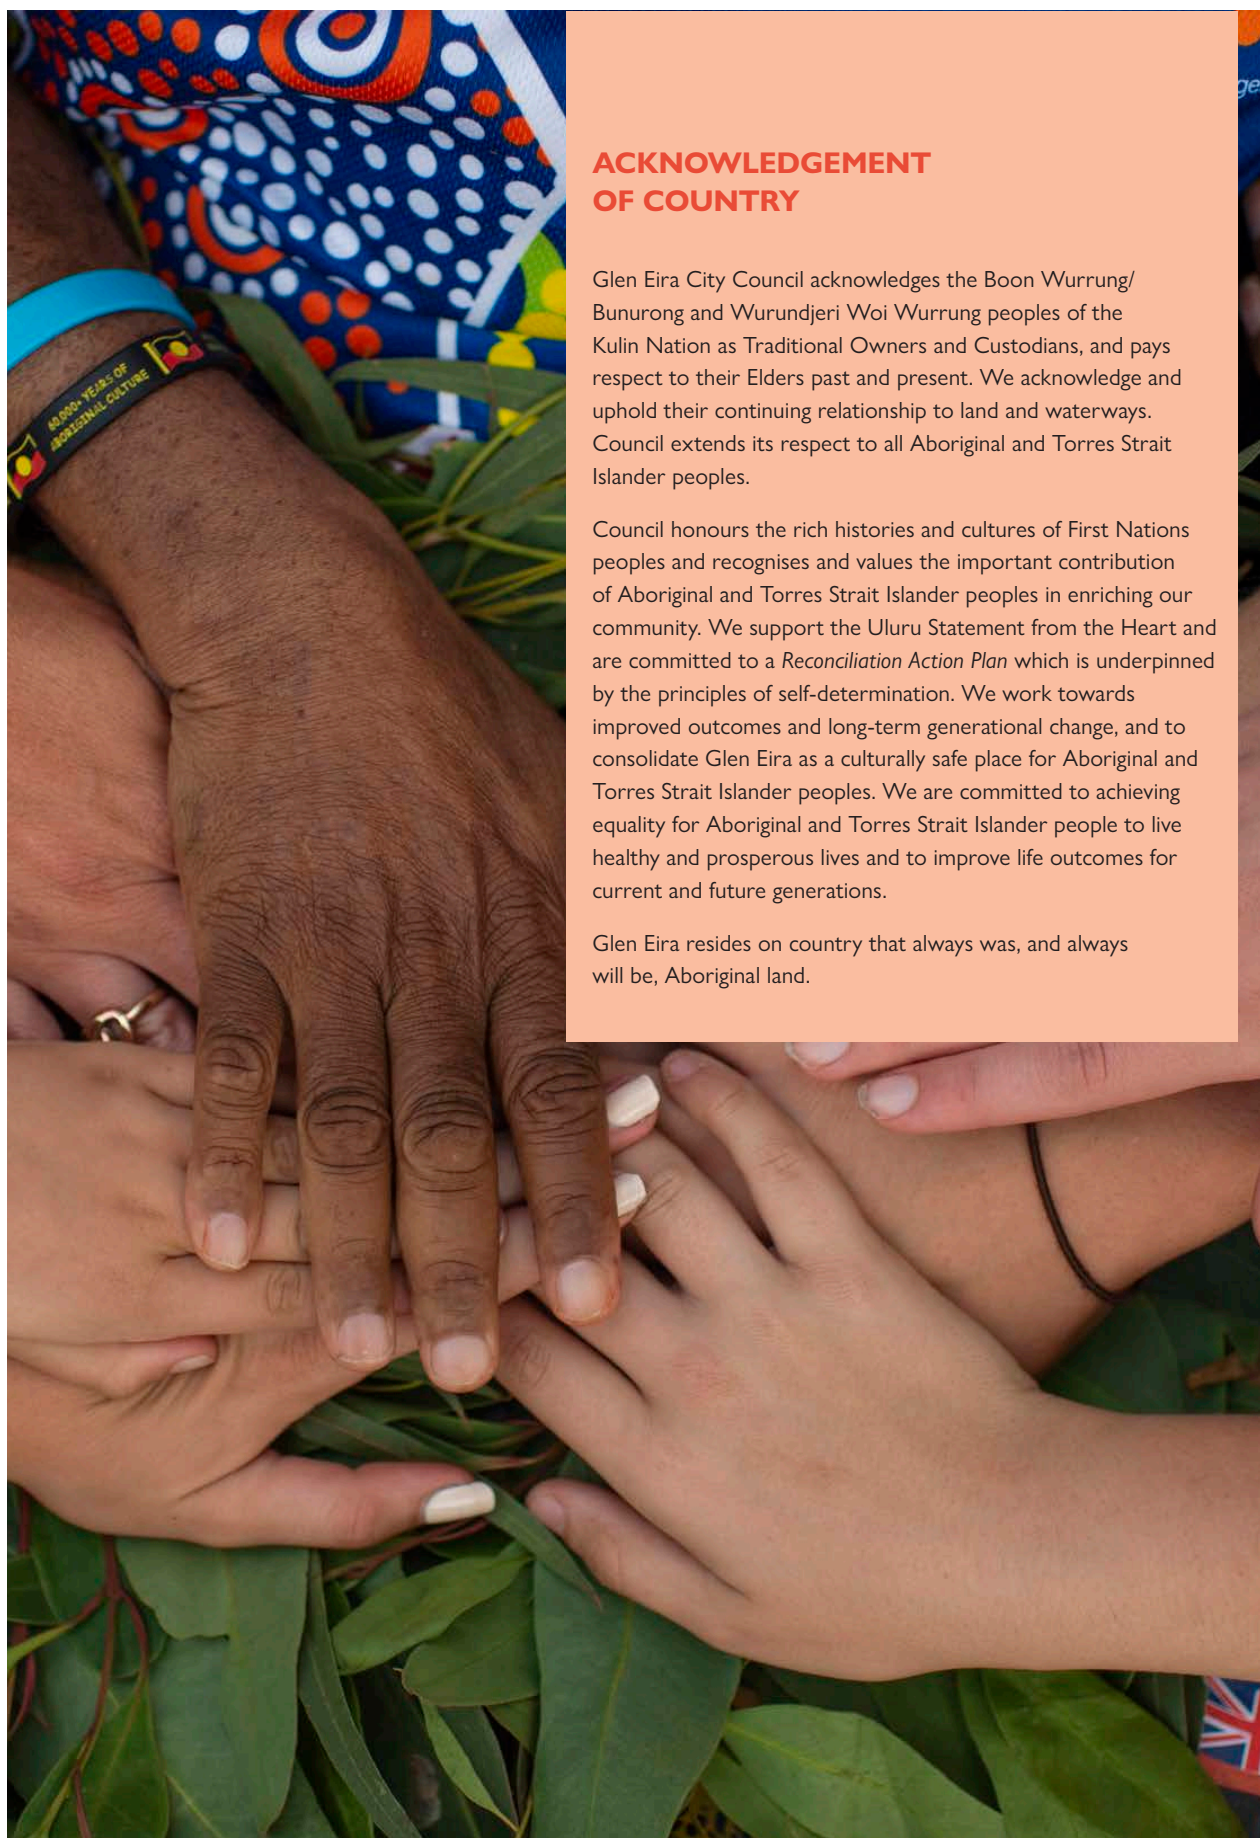 ACKNOWLEDGEMENT
OF COUNTRY
Glen Eira City Council acknowledges the Boon Wurrung/
Bunurong and Wurundjeri Woi Wurrung peoples of the
Kulin Nation as Traditional Owners and Custodians, and pays
respect to their Elders past and present. We acknowledge and
uphold their continuing relationship to land and waterways.
Council extends its respect to all Aboriginal and Torres Strait
Islander peoples.
Council honours the rich histories and cultures of First Nations
peoples and recognises and values the important contribution
of Aboriginal and Torres Strait Islander peoples in enriching our
community. We support the Uluru Statement from the Heart and
are committed to a Reconciliation Action Plan which is underpinned
by the principles of self-determination. We work towards
improved outcomes and long-term generational change, and to
consolidate Glen Eira as a culturally safe place for Aboriginal and
Torres Strait Islander peoples. We are committed to achieving
equality for Aboriginal and Torres Strait Islander people to live
healthy and prosperous lives and to improve life outcomes for
current and future generations.
Glen Eira resides on country that always was, and always
will be, Aboriginal land.
60,000+ YEARS OF
ABORIGINAL CULTURE